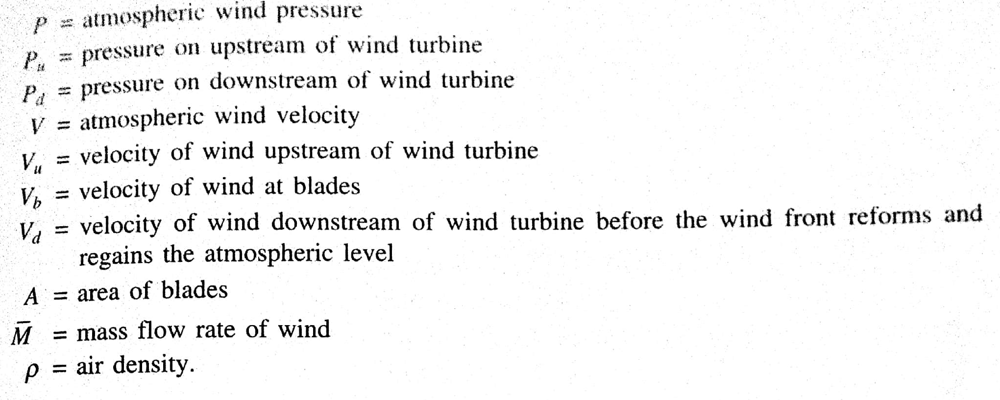 P = atmospheric wind pressure
P_u = pressure on upstream of wind turbine
P_d = pressure on downstream of wind turbine
V = atmospheric wind velocity
V_u = velocity of wind upstream of wind turbine
V_b = velocity of wind at blades
V_d = velocity of wind downstream of wind turbine before the wind front reforms and
regains the atmospheric level
A = area of blades
M̅ = mass flow rate of wind
ρ = air density.